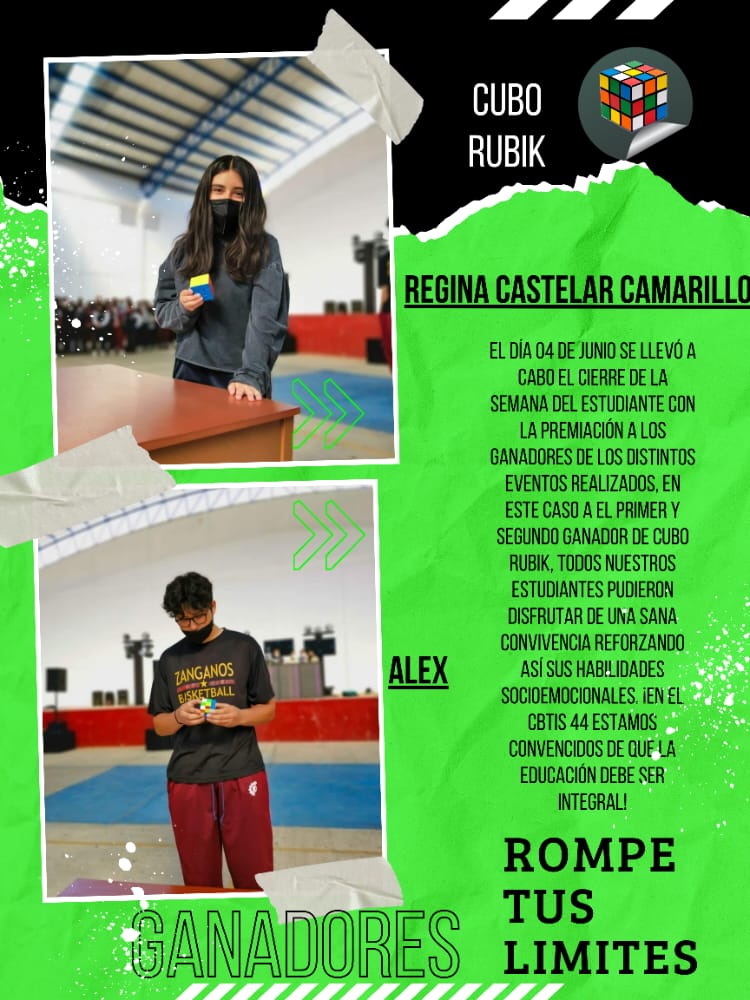 CUBO
RUBIK
REGINA CASTELAR CAMARILLO
EL DÍA 04 DE JUNIO SE LLEVÓ A
CABO EL CIERRE DE LA
SEMANA DEL ESTUDIANTE CON
LA PREMIACIÓN A LOS
GANADORES DE LOS DISTINTOS
EVENTOS REALIZADOS, EN
ESTE CASO A EL PRIMER Y
SEGUNDO GANADOR DE CUBO
RUBIK, TODOS NUESTROS
ESTUDIANTES PUDIERON
DISFRUTAR DE UNA SANA
CONVIVENCIA REFORZANDO
ASÍ SUS HABILIDADES
SOCIOEMOCIONALES. ¡EN EL
CBTIS 44 ESTAMOS
CONVENCIDOS DE QUE LA
EDUCACIÓN DEBE SER
INTEGRAL!
ALEX
ZANGANOS
BASKETBALL
ROMPE
TUS
LIMITES
GANADORES